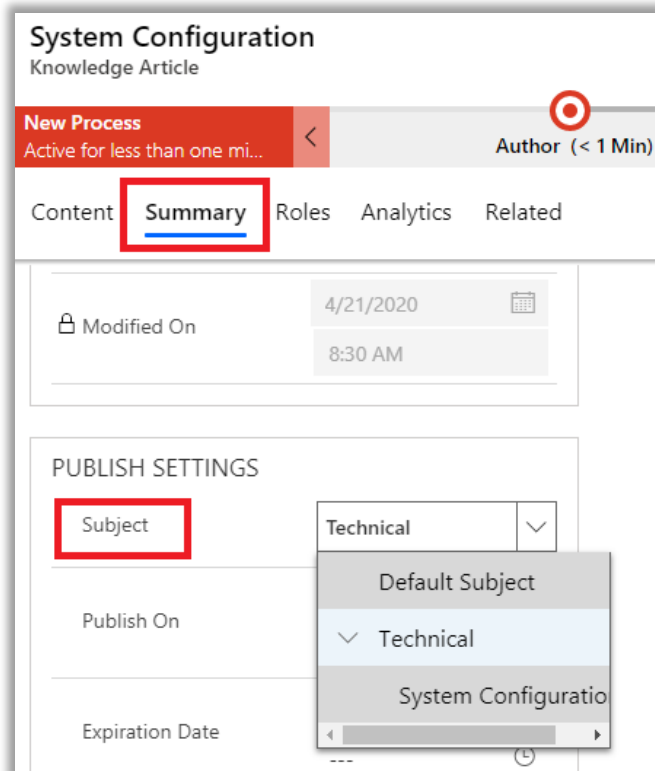 System Configuration
Knowledge Article
New Process
Active for less than one mi...
Author (< 1 Min)
Content Summary Roles Analytics Related
Modified On
4/21/2020
8:30 AM
PUBLISH SETTINGS
Subject
Technical
Default Subject
Publish On
Technical
System Configuratio
Expiration Date
---